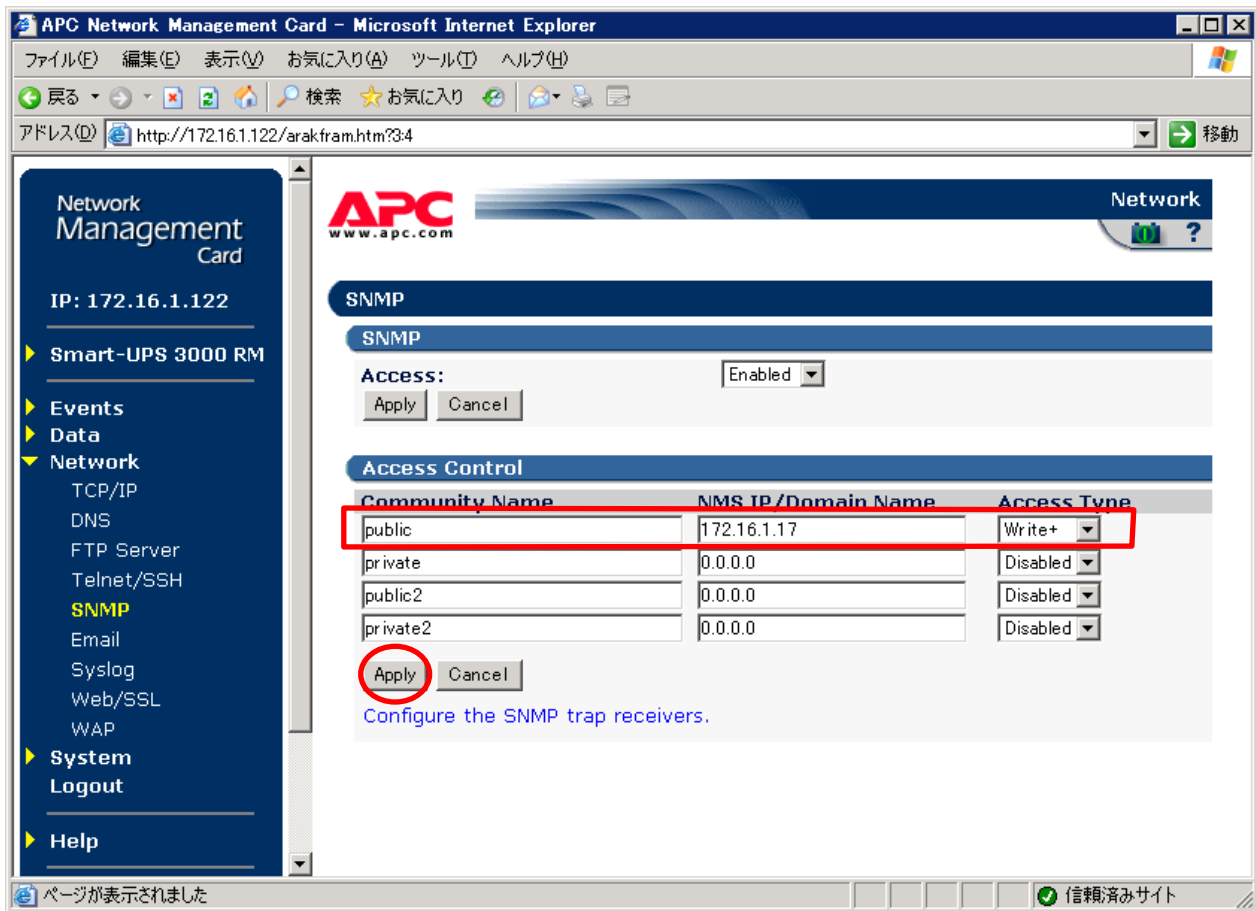 APC Network Management Card - Microsoft Internet Explorer
ファイル(F) 編集(E) 表示(V) お気に入り(A) ツール(T) ヘルプ(H)
戻る 検索 お気に入り
アドレス(D) http://172.16.1.122/arakfram.htm?3:4 移動
Network
Management
Card
IP: 172.16.1.122
Smart-UPS 3000 RM
Events
Data
Network
TCP/IP
DNS
FTP Server
Telnet/SSH
SNMP
Email
Syslog
Web/SSL
WAP
System
Logout
Help
APC
www.apc.com
Network
?
SNMP
SNMP
Access: Enabled
Apply Cancel
Access Control
Community Name NMS IP/Domain Name Access Type
public 172.16.1.17 Write+
private 0.0.0.0 Disabled
public2 0.0.0.0 Disabled
private2 0.0.0.0 Disabled
Apply Cancel
Configure the SNMP trap receivers.
ページが表示されました 信頼済みサイト